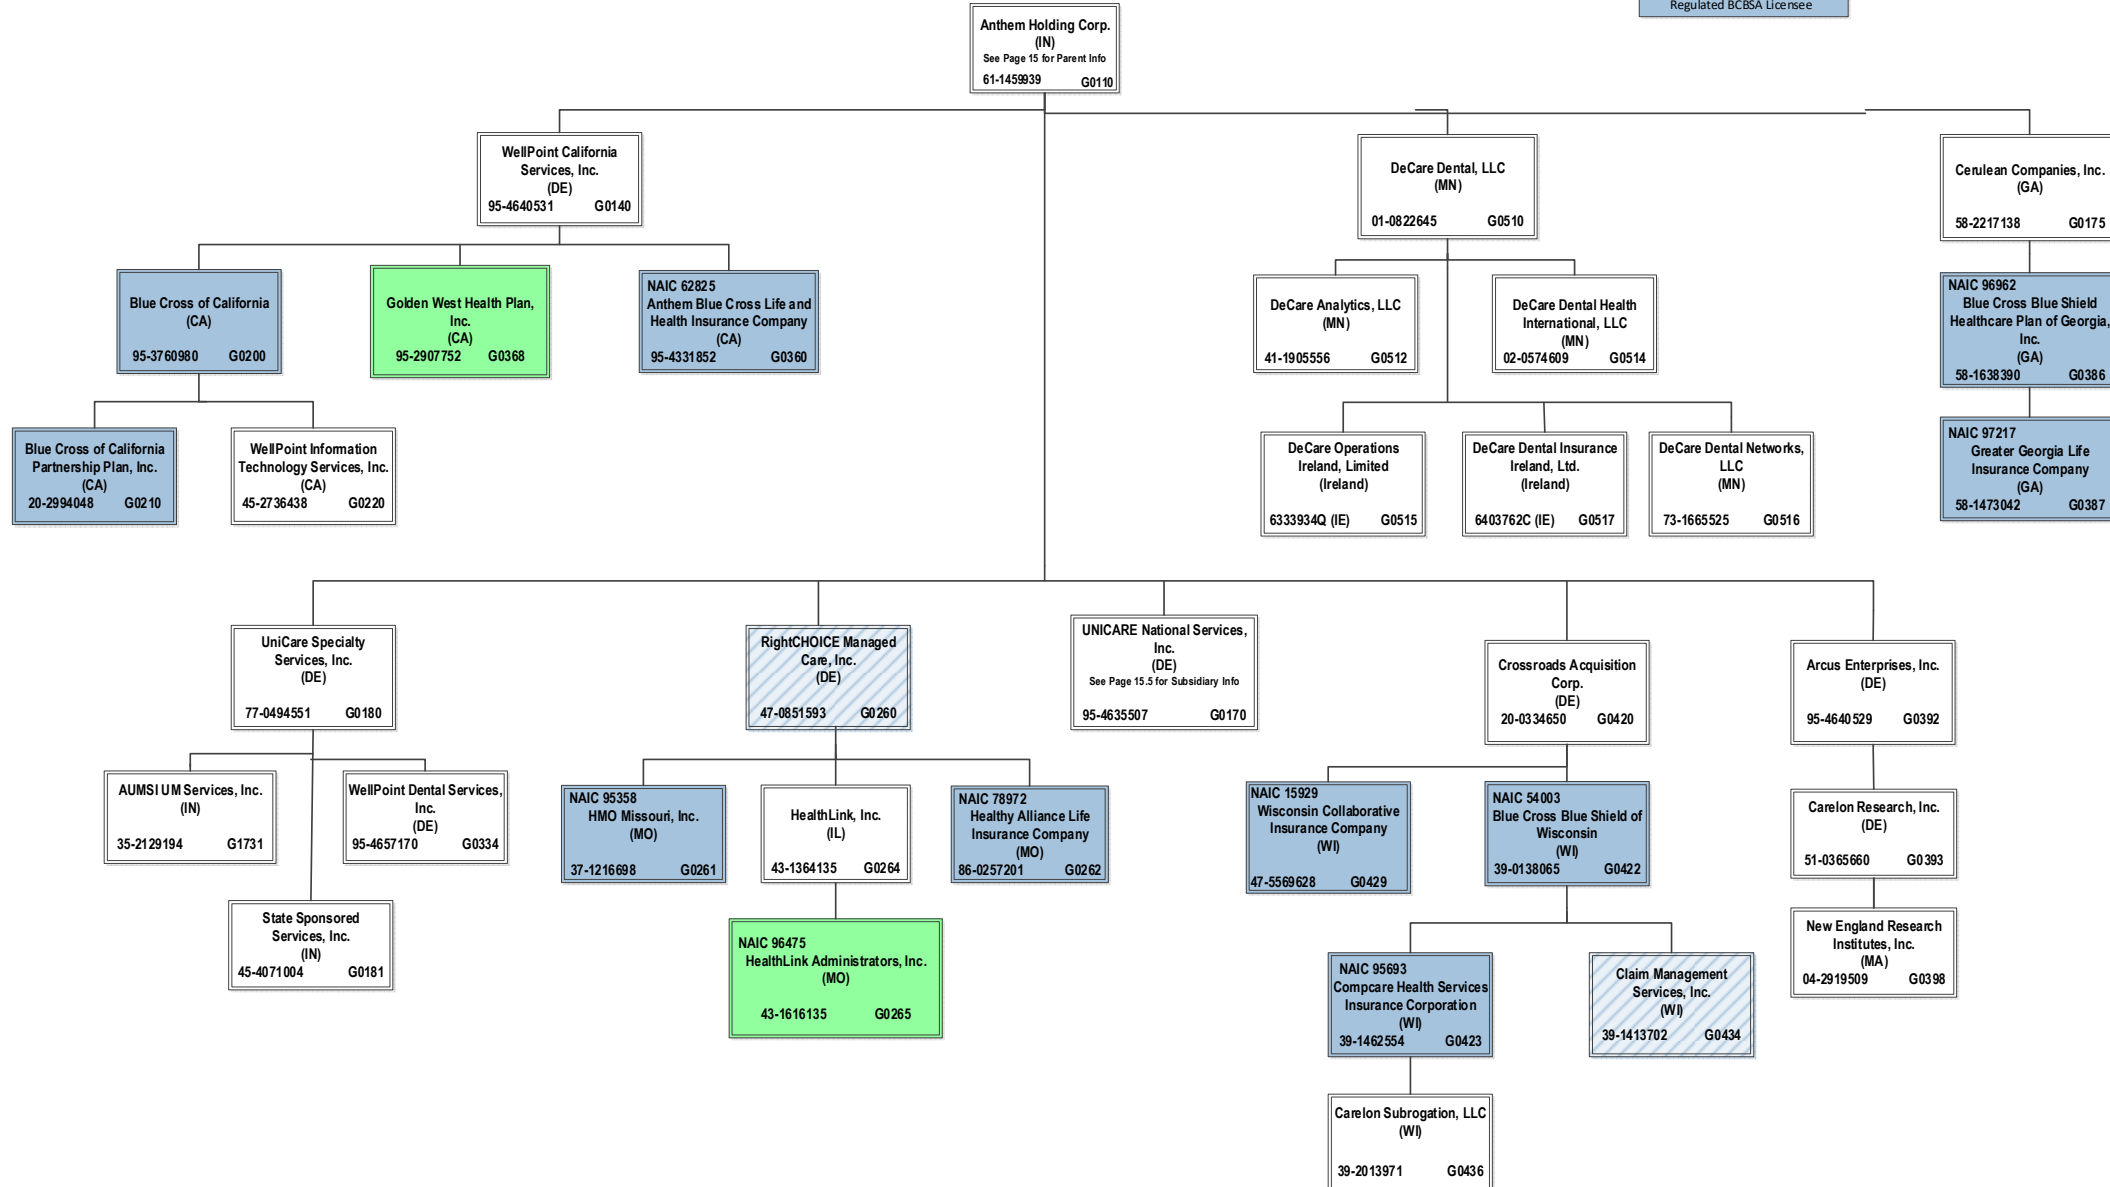 Regulated BCBSA Licensee
Anthem Holding Corp.
(IN)
See Page 15 for Parent Info
61-1459939 G0110
WellPoint California
Services, Inc.
(DE)
95-4640531 G0140
DeCare Dental, LLC
(MN)
01-0822645 G0510
Cerulean Companies, Inc.
(GA)
58-2217138 G0175
Blue Cross of California
(CA)
95-3760980 G0200
Golden West Health Plan,
Inc.
(CA)
95-2907752 G0368
NAIC 62825
Anthem Blue Cross Life and
Health Insurance Company
(CA)
95-4331852 G0360
DeCare Analytics, LLC
(MN)
41-1905556 G0512
DeCare Dental Health
International, LLC
(MN)
02-0574609 G0514
NAIC 96962
Blue Cross Blue Shield
Healthcare Plan of Georgia,
Inc.
(GA)
58-1638390 G0386
Blue Cross of California
Partnership Plan, Inc.
(CA)
20-2994048 G0210
WellPoint Information
Technology Services, Inc.
(CA)
45-2736438 G0220
DeCare Operations
Ireland, Limited
(Ireland)
6333934Q (IE) G0515
DeCare Dental Insurance
Ireland, Ltd.
(Ireland)
6403762C (IE) G0517
DeCare Dental Networks,
LLC
(MN)
73-1665525 G0516
NAIC 97217
Greater Georgia Life
Insurance Company
(GA)
58-1473042 G0387
UniCare Specialty
Services, Inc.
(DE)
77-0494551 G0180
RightCHOICE Managed
Care, Inc.
(DE)
47-0851593 G0260
UNICARE National Services,
Inc.
(DE)
See Page 15.5 for Subsidiary Info
95-4635507 G0170
Crossroads Acquisition
Corp.
(DE)
20-0334650 G0420
Arcus Enterprises, Inc.
(DE)
95-4640529 G0392
AUMSI UM Services, Inc.
(IN)
35-2129194 G1731
WellPoint Dental Services,
Inc.
(DE)
95-4657170 G0334
NAIC 95358
HMO Missouri, Inc.
(MO)
37-1216698 G0261
HealthLink, Inc.
(IL)
43-1364135 G0264
NAIC 78972
Healthy Alliance Life
Insurance Company
(MO)
86-0257201 G0262
NAIC 15929
Wisconsin Collaborative
Insurance Company
(WI)
47-5569628 G0429
NAIC 54003
Blue Cross Blue Shield of
Wisconsin
(WI)
39-0138065 G0422
Carelon Research, Inc.
(DE)
51-0365660 G0393
State Sponsored
Services, Inc.
(IN)
45-4071004 G0181
NAIC 96475
HealthLink Administrators, Inc.
(MO)
43-1616135 G0265
NAIC 95693
Compcare Health Services
Insurance Corporation
(WI)
39-1462554 G0423
Claim Management
Services, Inc.
(WI)
39-1413702 G0434
New England Research
Institutes, Inc.
(MA)
04-2919509 G0398
Carelon Subrogation, LLC
(WI)
39-2013971 G0436